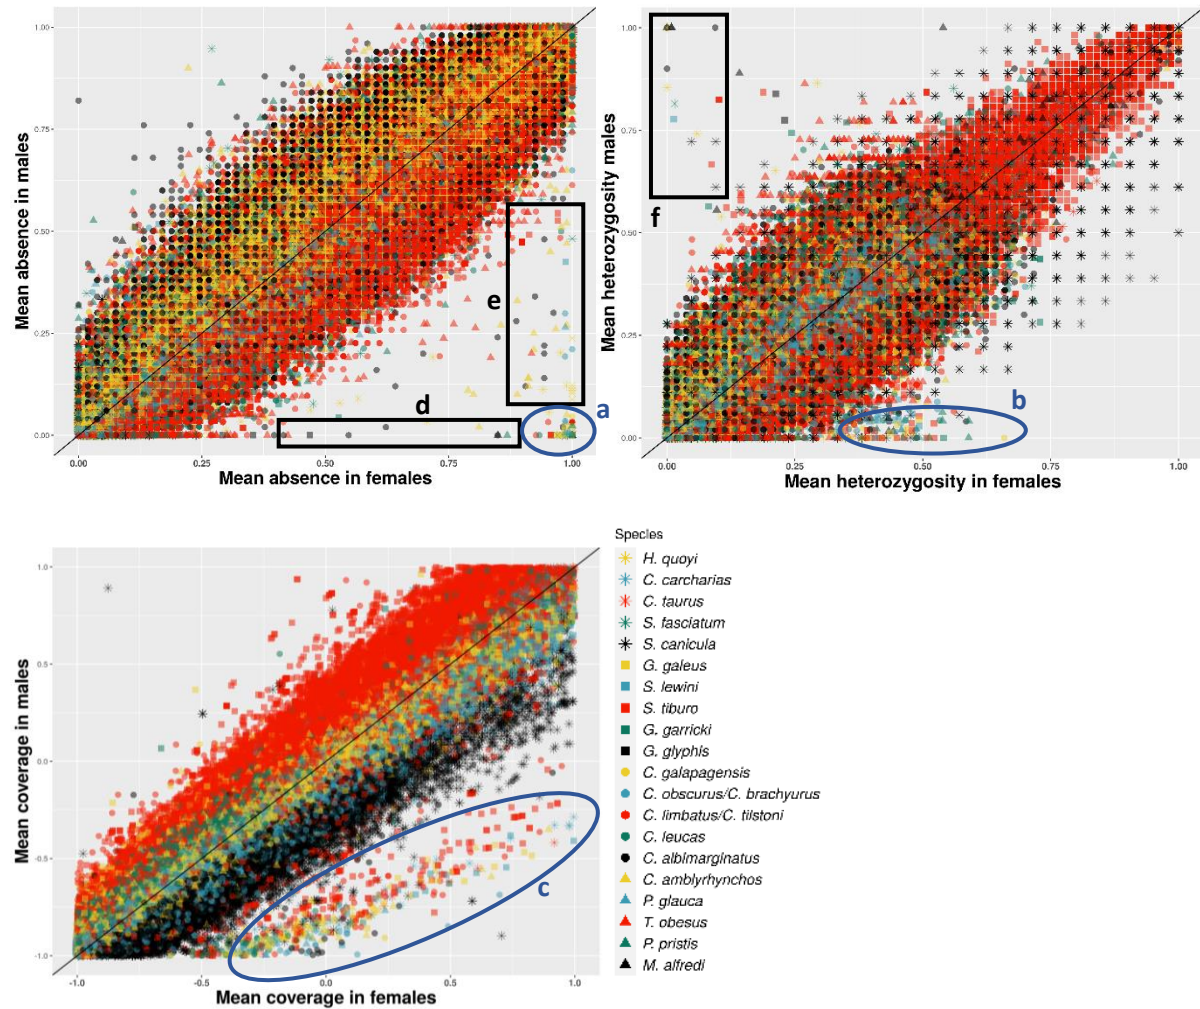 1.00
0.75
0.50
0.25
0.00
Mean absence in males
0.00
0.25
0.50
0.75
1.00
Mean absence in females
a
d
e
1.00
0.75
0.50
0.25
0.00
Mean heterozygosity males
0.00
0.25
0.50
0.75
1.00
Mean heterozygosity in females
b
f
1.0
0.5
0.0
-0.5
-1.0
Mean coverage in males
-1.0
-0.5
0.0
0.5
1.0
Mean coverage in females
c
Species
H. quoyi
C. carcharias
C. taurus
S. fasciatum
S. canicula
G. galeus
S. lewini
S. tiburo
G. garricki
G. glyphis
C. galapagensis
C. obscurus/C. brachyurus
C. limbatus/C. tilstoni
C. leucas
C. albimarginatus
C. amblyrhynchos
P. glauca
T. obesus
P. pristis
M. alfredi